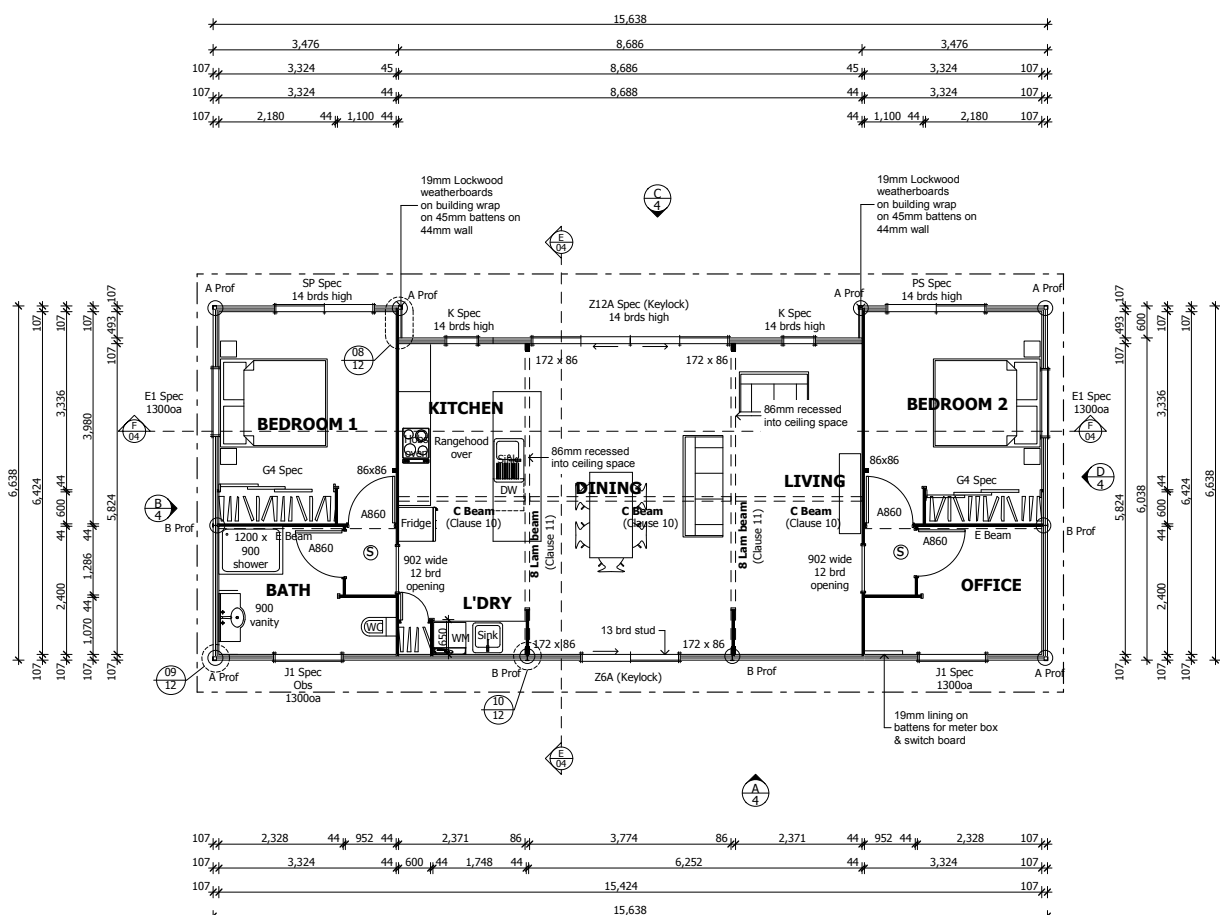 15,638
3,476 8,686 3,476
107 3,324 45 8,686 45 3,324 107
107 3,324 44 8,688 44 3,324 107
107 2,180 44 1,100 44 44 1,100 44 2,180 107
19mm Lockwood
weatherboards
on building wrap
on 45mm battens on
44mm wall
C
4
19mm Lockwood
weatherboards
on building wrap
on 45mm battens on
44mm wall
E
04
A Prof
SP Spec
14 brds high
A Prof
K Spec
14 brds high
Z12A Spec (Keylock)
14 brds high
K Spec
14 brds high
A Prof
PS Spec
14 brds high
A Prof
08
12
172 x 86
172 x 86
E1 Spec
1300oa
F
04
BEDROOM 1
KITCHEN
Rangehood
over
86mm recessed
into ceiling space
86mm recessed
into ceiling space
BEDROOM 2
E1 Spec
1300oa
F
04
G4 Spec
86x86
DW
DINING
LIVING
86x86
G4 Spec
B
4
D
4
B Prof
E Beam
A860
A860
Fridge
C Beam
(Clause 10)
8 Lam beam
(Clause 11)
C Beam
(Clause 10)
8 Lam beam
(Clause 11)
C Beam
(Clause 10)
A860
A860
E Beam
B Prof
1200 x
900
shower
S
902 wide
12 brd
opening
902 wide
12 brd
opening
S
BATH
900
vanity
WC
L'DRY
650
WM
Sink
172 x 86
13 brd stud
172 x 86
OFFICE
09
12
A Prof
J1 Spec
Obs
1300oa
10
12
B Prof
Z6A (Keylock)
B Prof
J1 Spec
1300oa
A Prof
19mm lining on
battens for meter box
& switch board
E
04
A
4
6,638
107 6,424 107
107 3,336 44 600 44 2,400 107
107 3,980 44 1,286 44 1,070 107
107 493 107 5,824 107
107 493 107 5,824 107
600 6,038
107 3,336 44 600 44 2,400 107
107 6,424 107
6,638
107 2,328 44 952 44 2,371 86 3,774 86 2,371 44 952 44 2,328 107
107 3,324 44 600 44 1,748 44 6,252 44 3,324 107
107 15,424 107
15,638